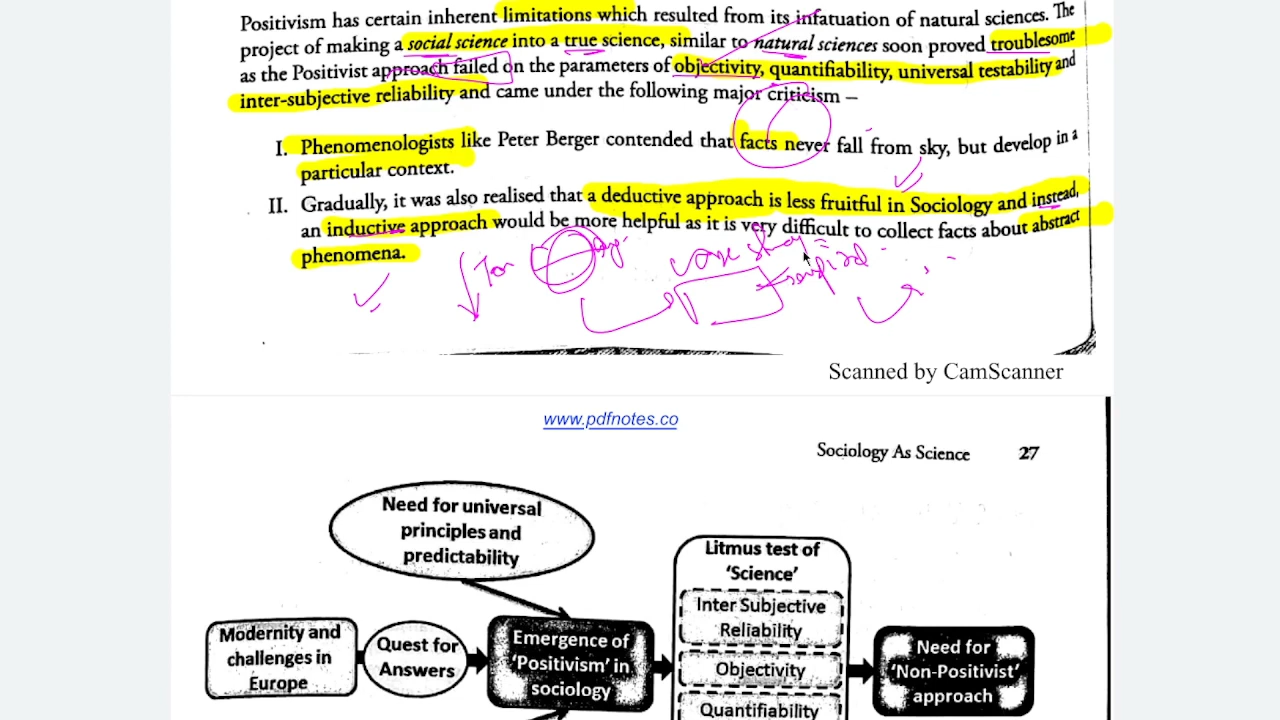 Positivism has certain inherent limitations which resulted from its infatuation of natural sciences. The
project of making a social science into a true science, similar to natural sciences soon proved troublesome
as the Positivist approach failed on the parameters of objectivity, quantifiability, universal testability and
inter-subjective reliability and came under the following major criticism –
I. Phenomenologists like Peter Berger contended that facts never fall from sky, but develop in a
particular context.
II. Gradually, it was also realised that a deductive approach is less fruitful in Sociology and instead,
an inductive approach would be more helpful as it is very difficult to collect facts about abstract
phenomena.
case study
Scanned by CamScanner
www.pdfnotes.co
Sociology As Science 27
Need for universal
principles and
predictability
Litmus test of
'Science'
Inter Subjective
Reliability
Modernity and
challenges in
Europe
Quest for
Answers
Emergence of
'Positivism' in
sociology
Objectivity
Need for
'Non-Positivist'
approach
Quantifiability